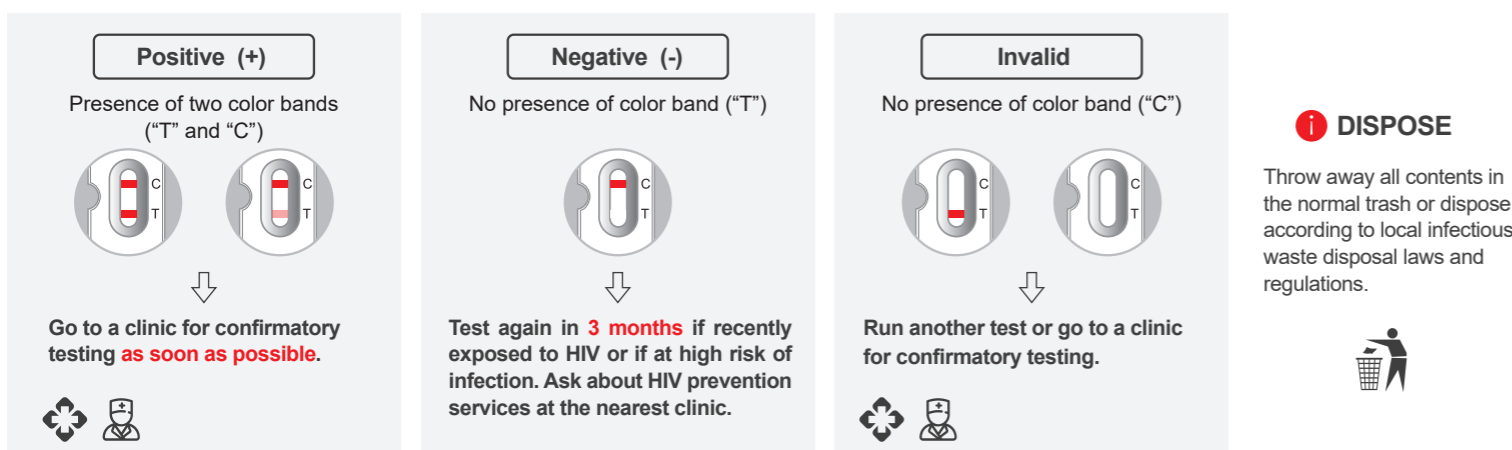 Positive (+)
Presence of two color bands
(“T” and “C”)
C
T
C
T
Go to a clinic for confirmatory
testing as soon as possible.
Negative (-)
No presence of color band (“T”)
C
T
Test again in 3 months if recently
exposed to HIV or if at high risk of
infection. Ask about HIV prevention
services at the nearest clinic.
Invalid
No presence of color band (“C”)
C
T
C
T
Run another test or go to a clinic
for confirmatory testing.
i DISPOSE
Throw away all contents in
the normal trash or dispose
according to local infectious
waste disposal laws and
regulations.